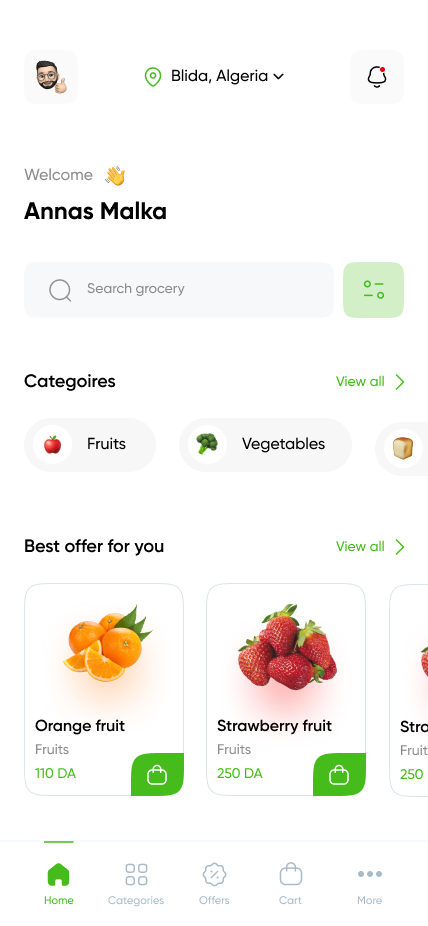 Blida, Algeria
Welcome
Annas Malka
Search grocery
Categoires
View all
Fruits
Vegetables
Best offer for you
View all
Orange fruit
Fruits
110 DA
Strawberry fruit
Fruits
250 DA
Stra
Fruit
250
Home
Categories
Offers
Cart
More